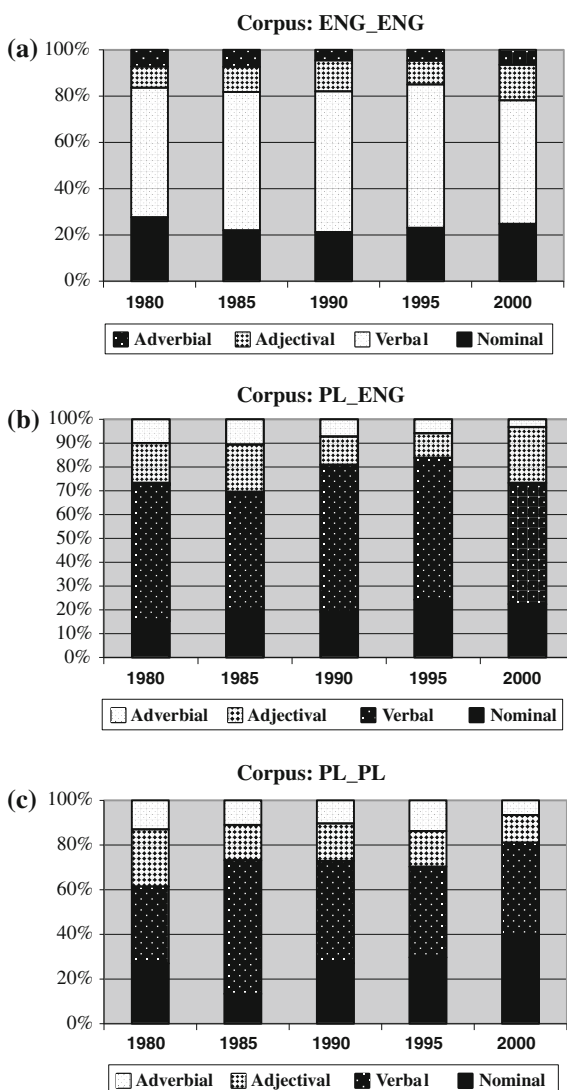 Corpus: ENG_ENG
(a)
100%
80%
60%
40%
20%
0%
1980 1985 1990 1995 2000
Adverbial Adjectival Verbal Nominal
Corpus: PL_ENG
(b)
100%
90%
80%
70%
60%
50%
40%
30%
20%
10%
0%
1980 1985 1990 1995 2000
Adverbial Adjectival Verbal Nominal
Corpus: PL_PL
(c)
100%
80%
60%
40%
20%
0%
1980 1985 1990 1995 2000
Adverbial Adjectival Verbal Nominal